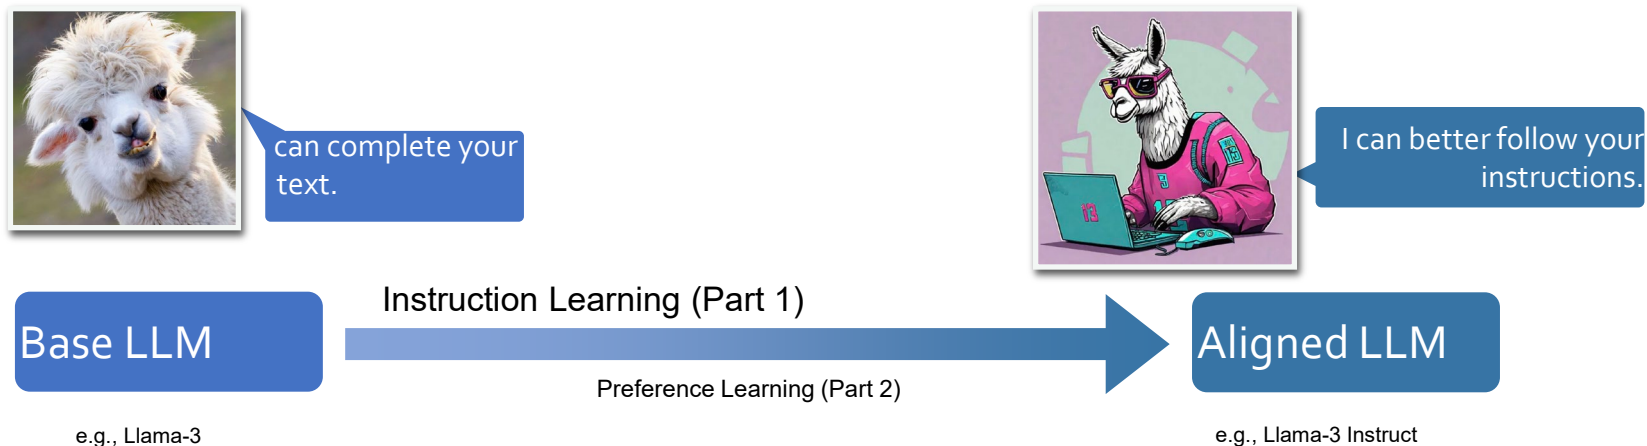 can complete your
text.
I can better follow your
instructions.
Instruction Learning (Part 1)
Base LLM
Aligned LLM
Preference Learning (Part 2)
e.g., Llama-3
e.g., Llama-3 Instruct
13